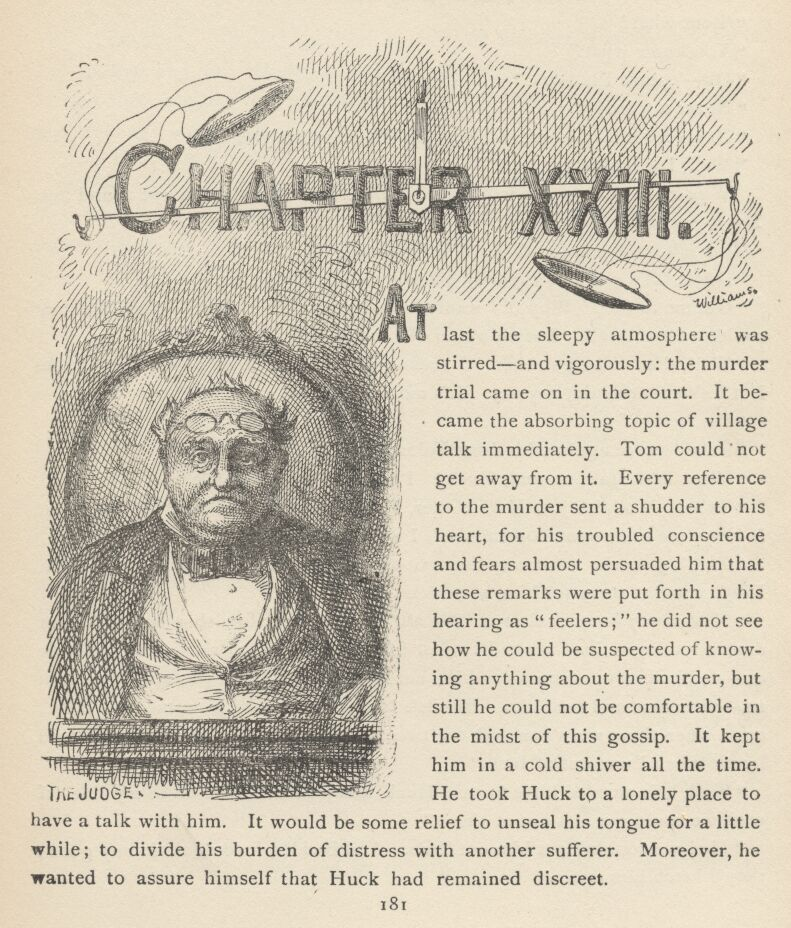 CHAPTER XXIII.
Williams.
AT last the sleepy atmosphere was
stirred—and vigorously: the murder
trial came on in the court. It be-
came the absorbing topic of village
talk immediately. Tom could not
get away from it. Every reference
to the murder sent a shudder to his
heart, for his troubled conscience
and fears almost persuaded him that
these remarks were put forth in his
hearing as “feelers;” he did not see
how he could be suspected of know-
ing anything about the murder, but
still he could not be comfortable in
the midst of this gossip. It kept
him in a cold shiver all the time.
He took Huck to a lonely place to
THE JUDGE.
have a talk with him. It would be some relief to unseal his tongue for a little
while; to divide his burden of distress with another sufferer. Moreover, he
wanted to assure himself that Huck had remained discreet.
181